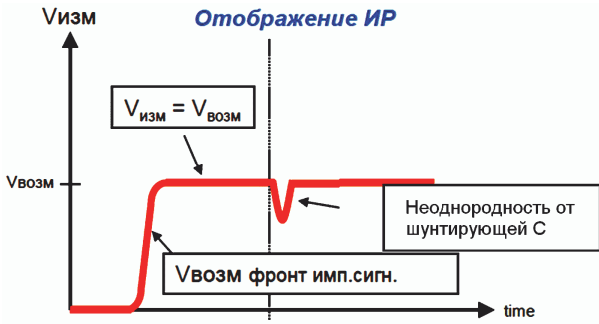 Vизм
Отображение ИР
Vизм = Vвозм
Vвозм
Неоднородность от
шунтирующей С
Vвозм фронт имп.сигн.
time